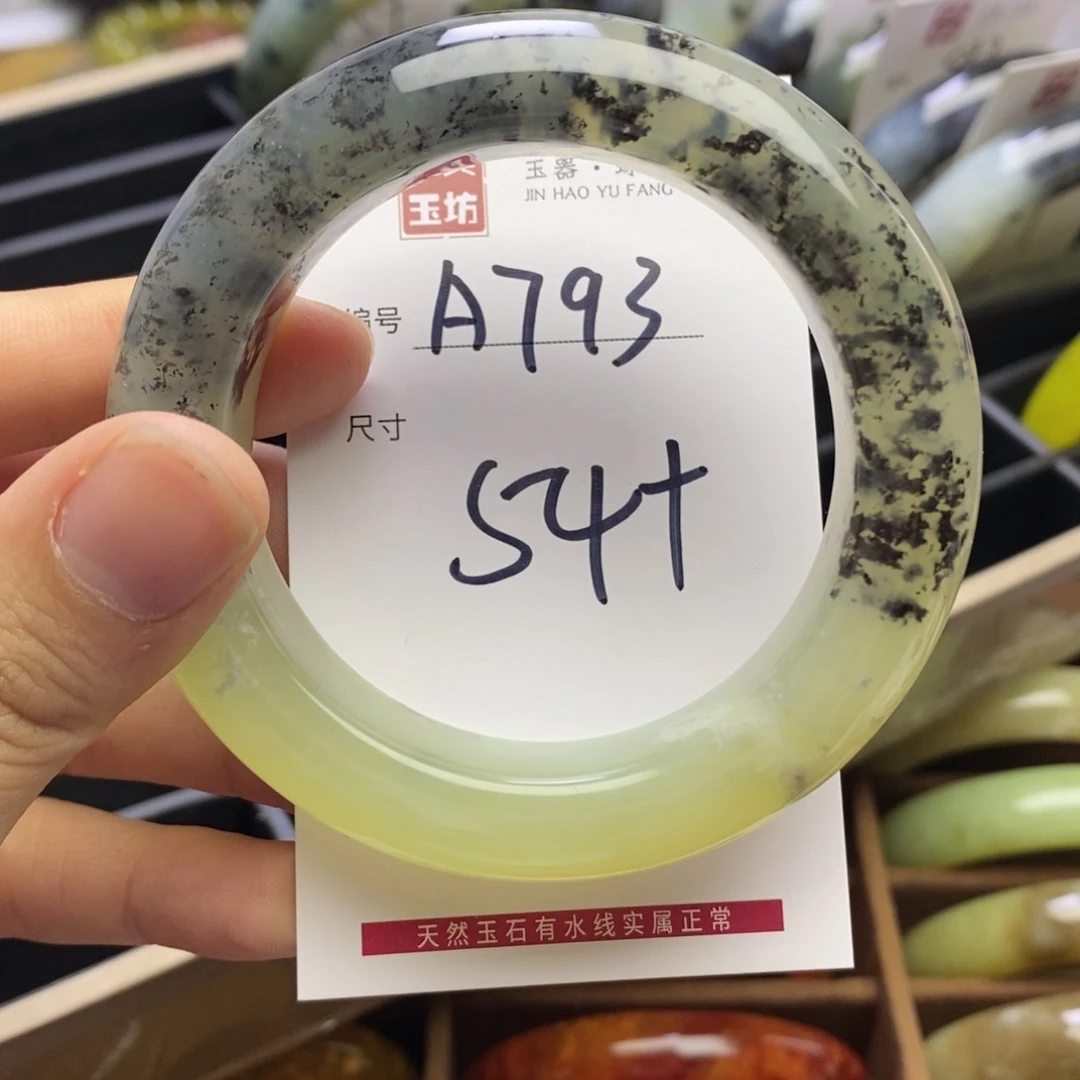 玉器·
玉坊
JIN HAO YU FANG
编号 A793
尺寸
54+
天然玉石有水线实属正常